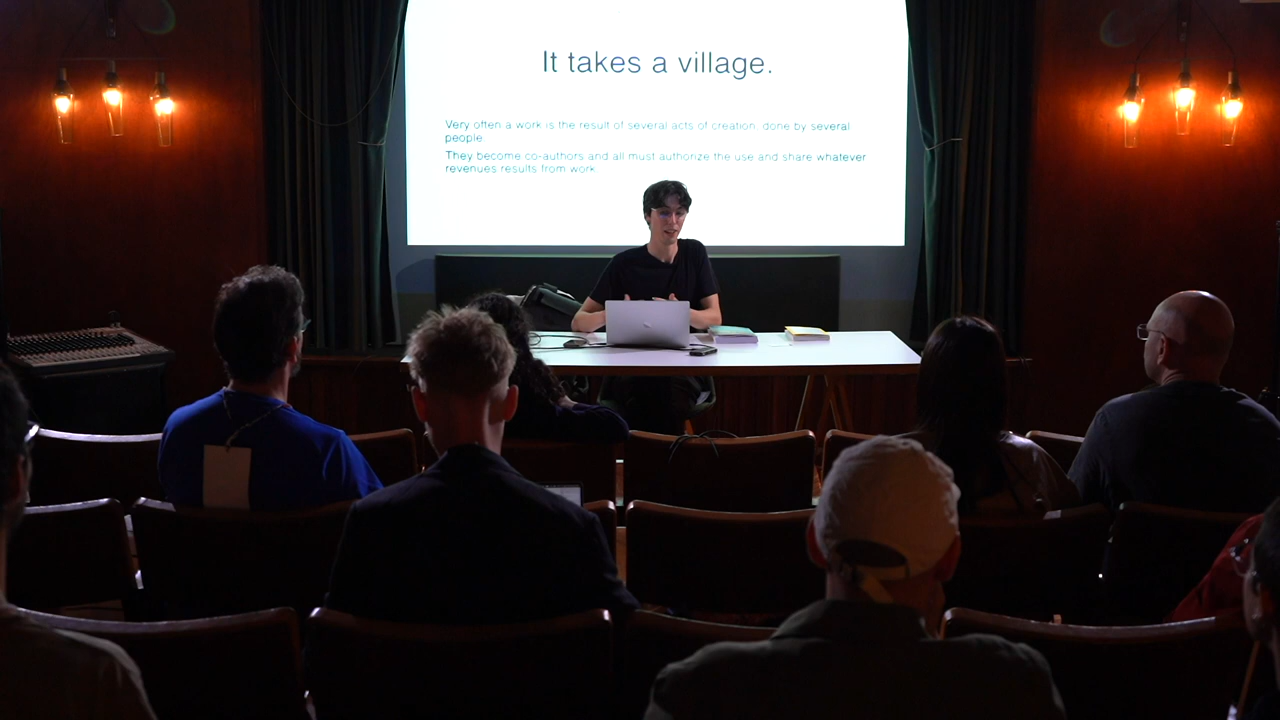 It takes a village.
Very often a work is the result of several acts of creation, done by several
people.
They become co-authors and all must authorize the use and share whatever
revenues results from work.